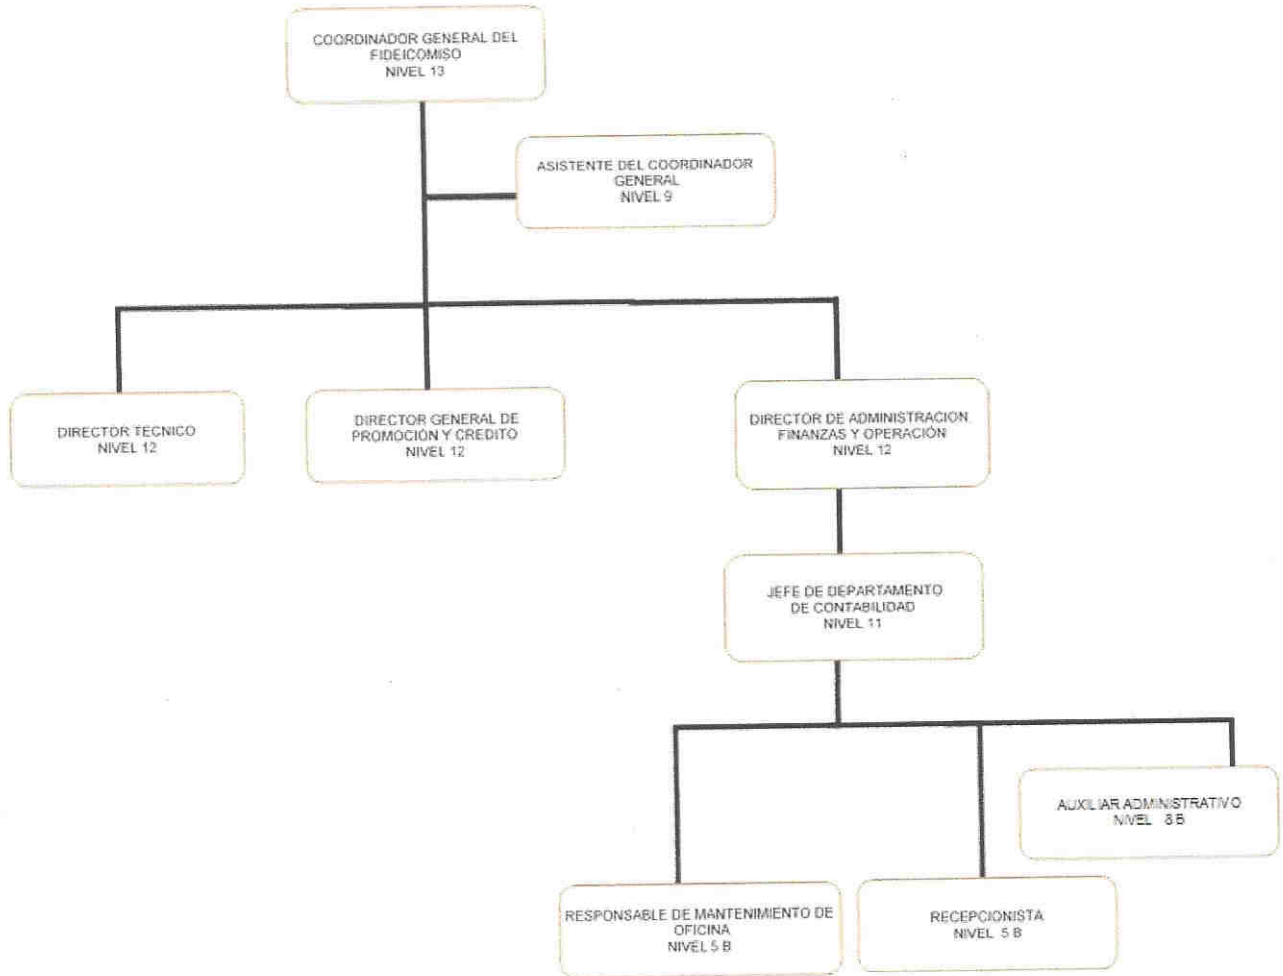 COORDINADOR GENERAL DEL
FIDEICOMISO
NIVEL 13
ASISTENTE DEL COORDINADOR
GENERAL
NIVEL 9
DIRECTOR TECNICO
NIVEL 12
DIRECTOR GENERAL DE
PROMOCIÓN Y CREDITO
NIVEL 12
DIRECTOR DE ADMINISTRACION
FINANZAS Y OPERACIÓN
NIVEL 12
JEFE DE DEPARTAMENTO
DE CONTABILIDAD
NIVEL 11
AUXILIAR ADMINISTRATIVO
NIVEL 8 B
RESPONSABLE DE MANTENIMIENTO DE
OFICINA
NIVEL 5 B
RECEPCIONISTA
NIVEL 5 B